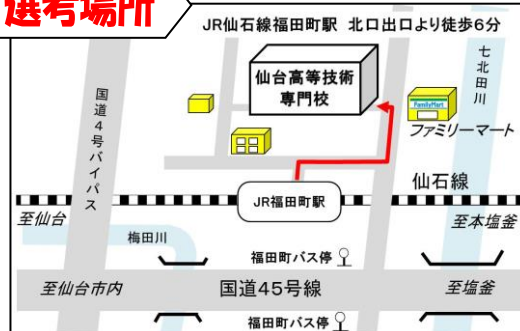 選考場所
JR仙石線福田町駅 北口出口より徒歩6分
仙台高等技術
専門校
七北田川
国道4号バイパス
FamilyMart
ファミリーマート
仙石線
JR福田町駅
至仙台
至本塩釜
梅田川
福田町バス停
至仙台市内
国道45号線
至塩釜
福田町バス停